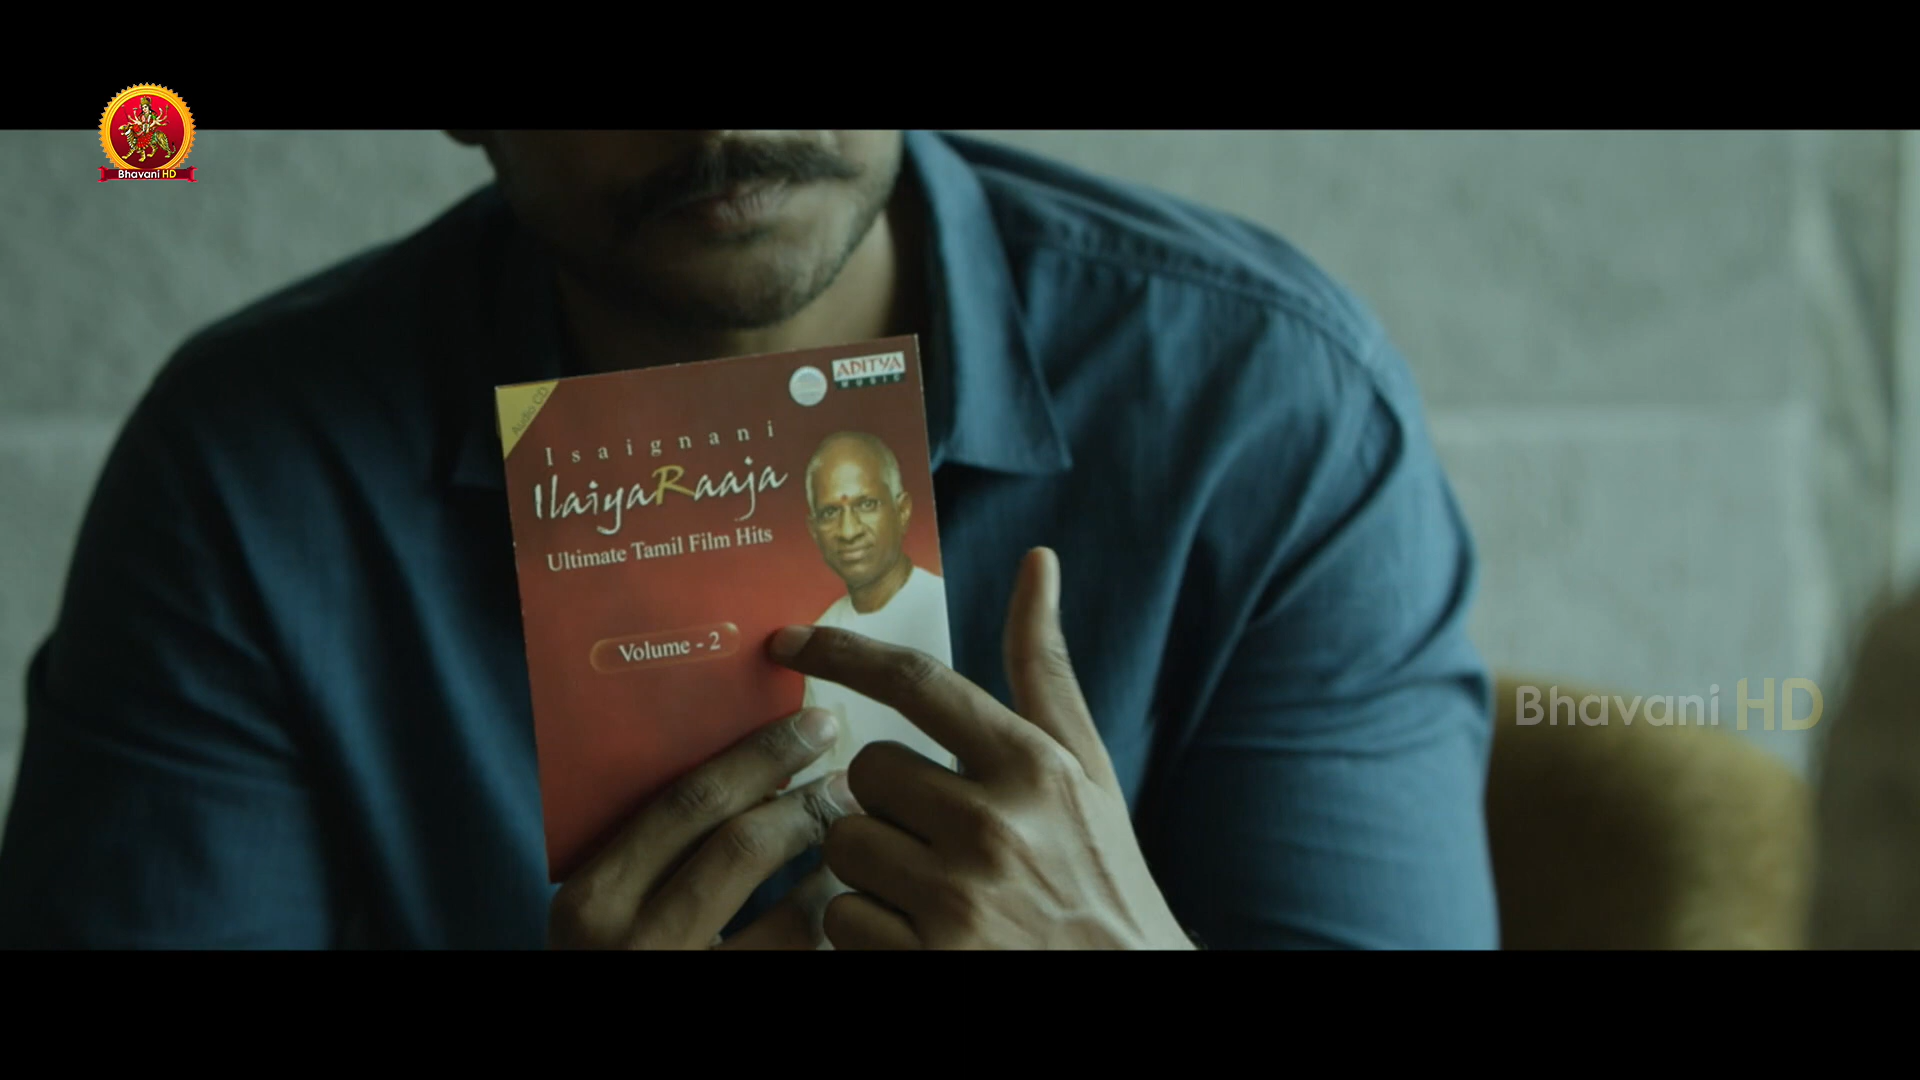 Bhavani HD
ADITYA
MUSIC
Audio CD
Isaignani
IlaiyaRaaja
Ultimate Tamil Film Hits
Volume - 2
Bhavani HD